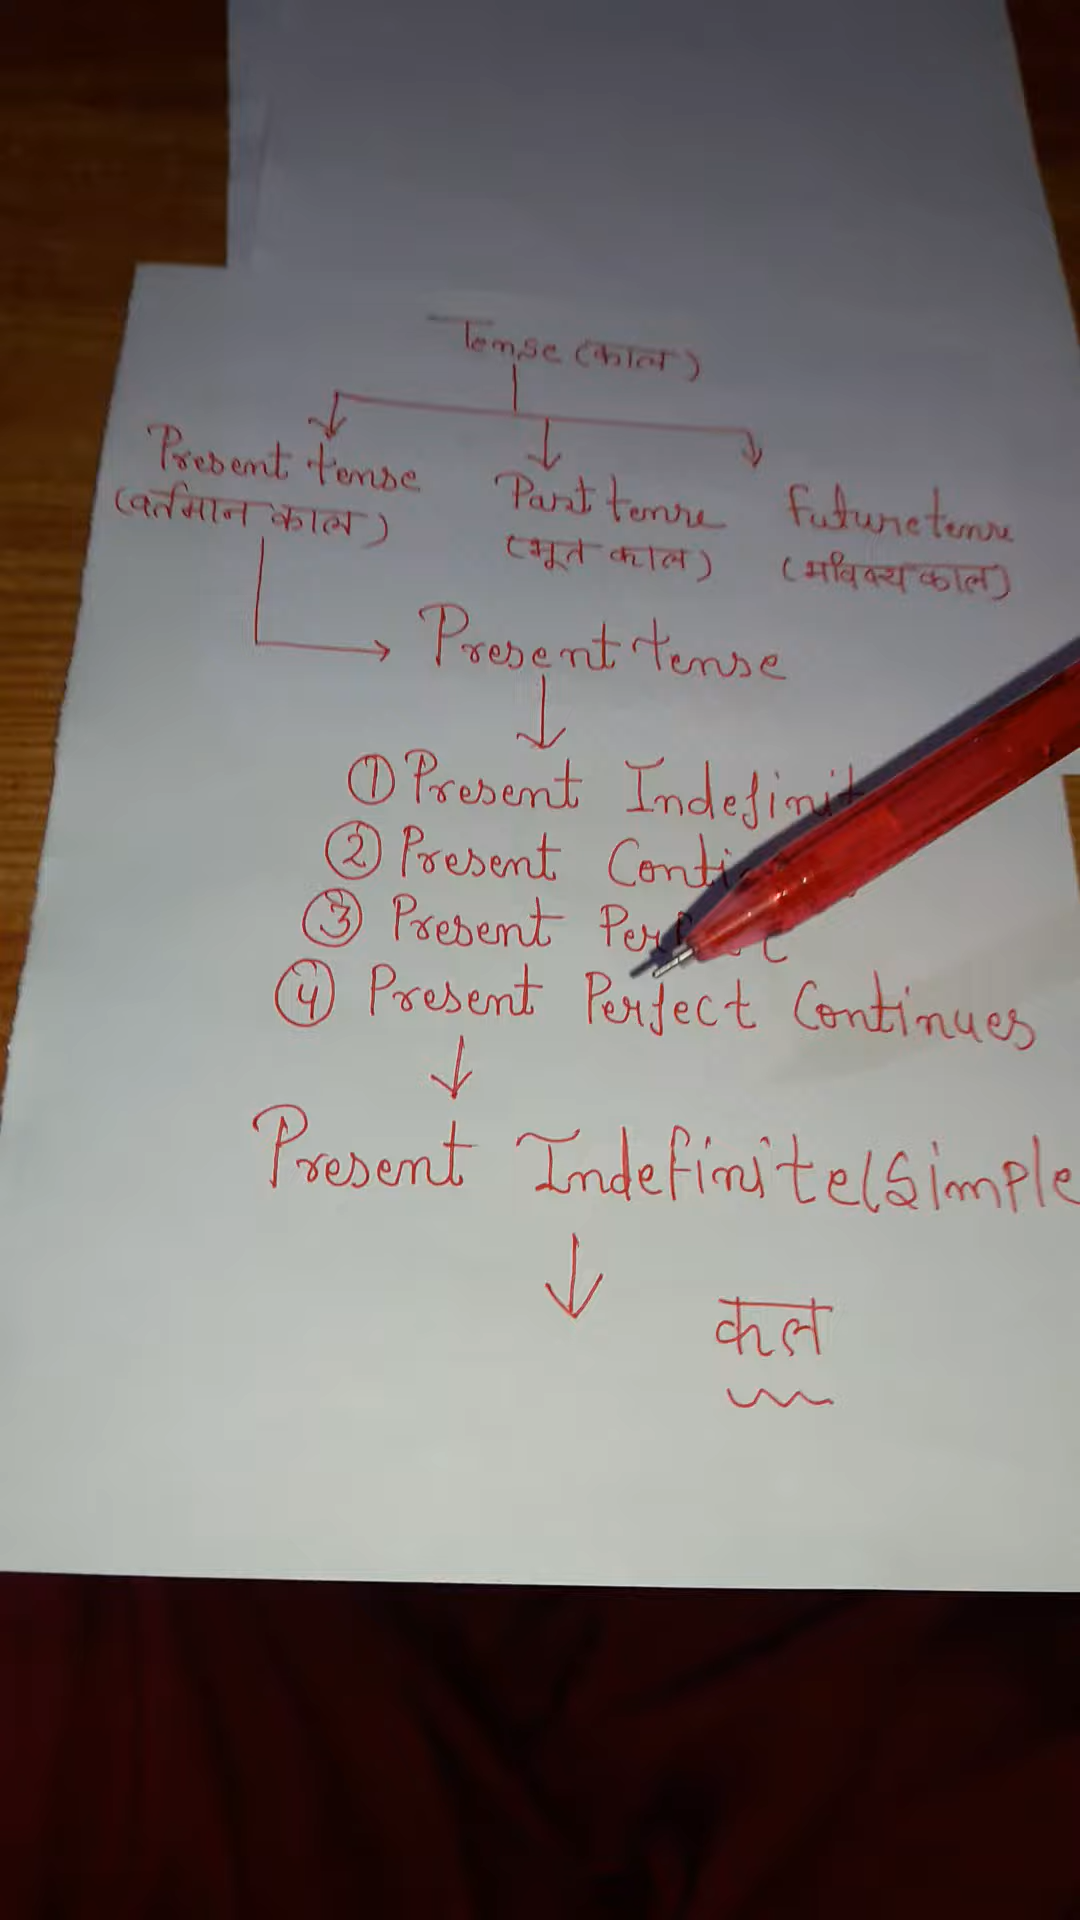 Tense (काल)
Present tense Past tense Future tense
(वर्तमान काल) (भूत काल) (भविष्य काल)
Present tense
① Present
② Present
③ Present
④ Present Perfect Continues
Present Indefinite (Simple
कल